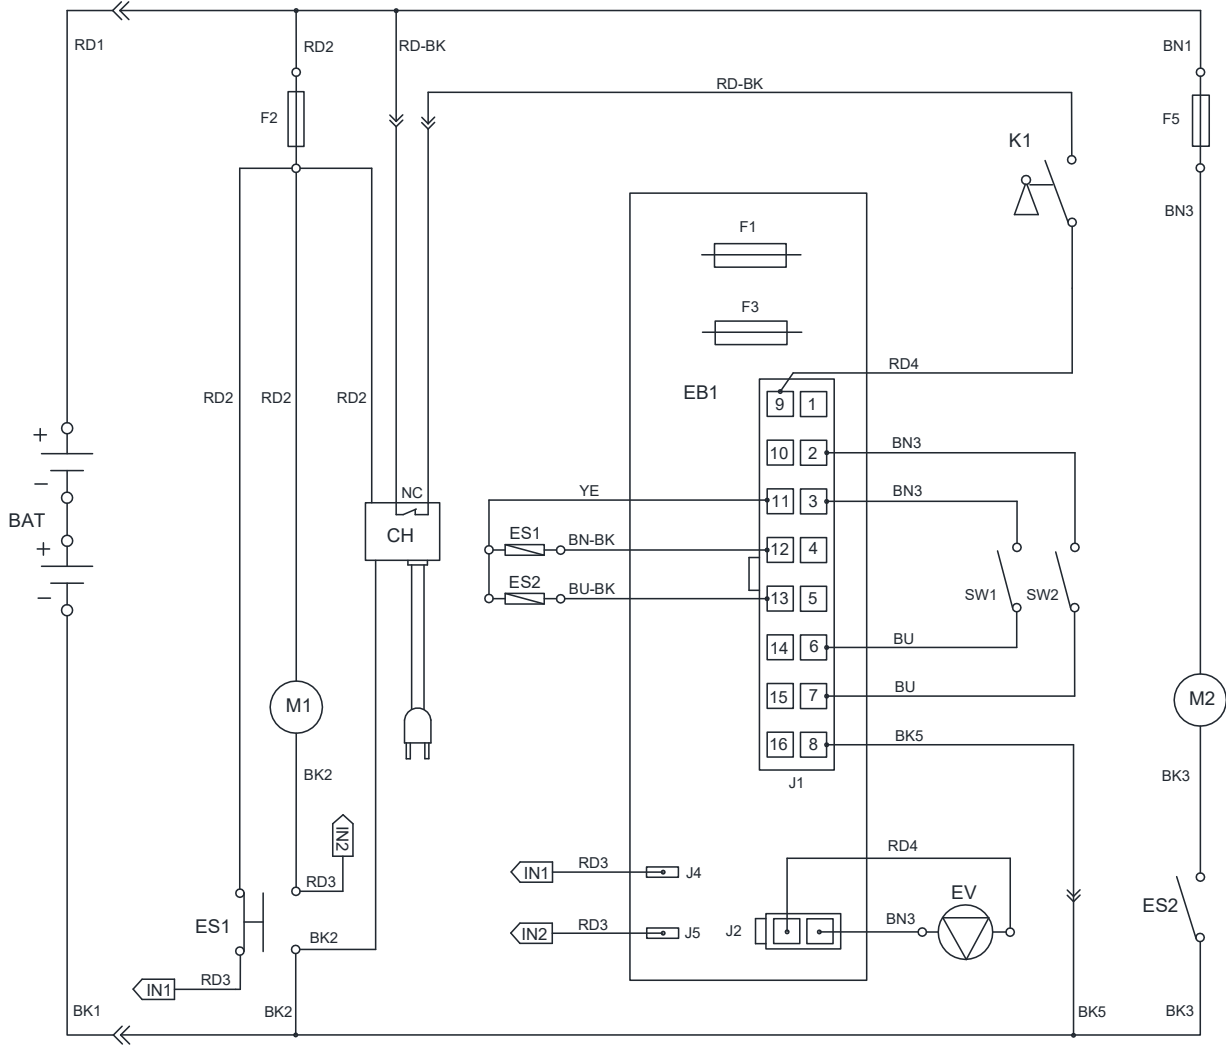 RD1
RD2
RD-BK
BN1
RD-BK
F2
F5
K1
BN3
F1
F3
RD4
EB1
RD2
RD2
RD2
9 1
+
10 2
BN3
−
NC
YE
11 3
BN3
BAT
CH
ES1
BN-BK
12 4
+
ES2
BU-BK
13 5
SW1
SW2
−
14 6
BU
15 7
BU
M1
M2
16 8
BK5
J1
BK2
BK3
IN2
RD4
IN1
RD3
J4
RD3
EV
ES1
ES2
BN3
BK2
IN2
RD3
J5
J2
IN1
RD3
BK1
BK2
BK5
BK3